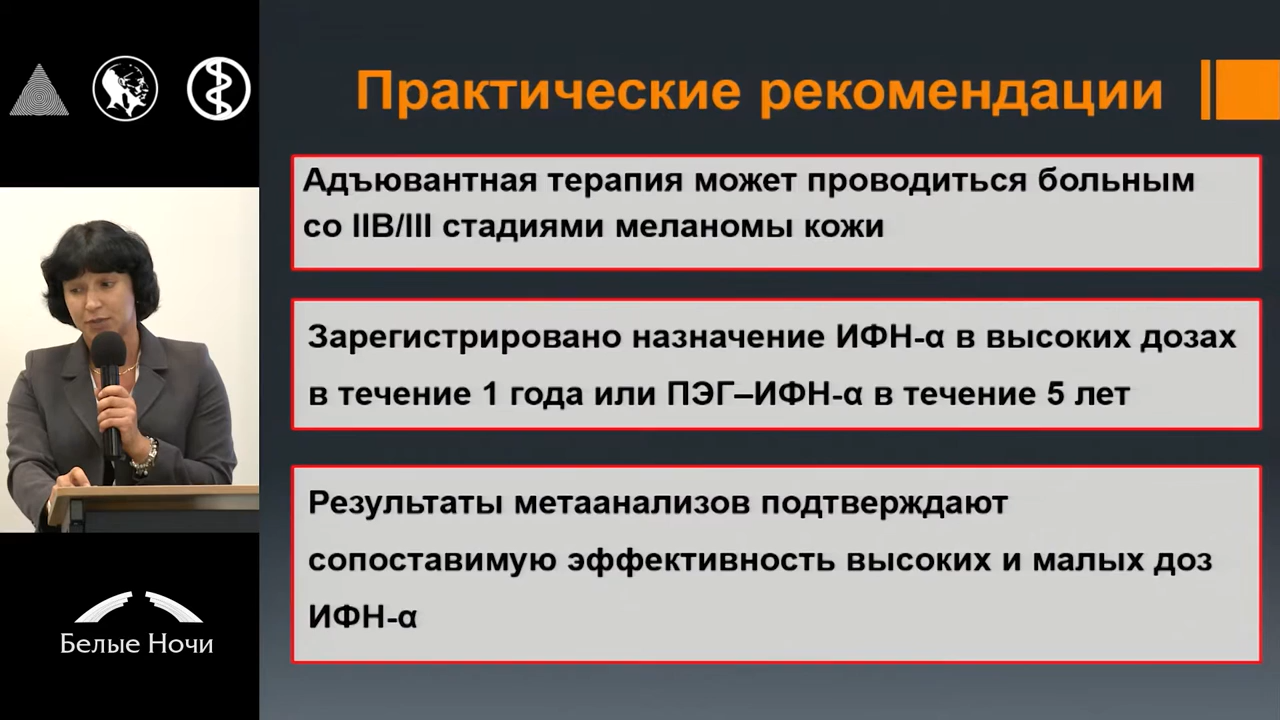 Практические рекомендации
Адъювантная терапия может проводиться больным
со IIB/III стадиями меланомы кожи
Зарегистрировано назначение ИФН-α в высоких дозах
в течение 1 года или ПЭГ–ИФН-α в течение 5 лет
Результаты метаанализов подтверждают
сопоставимую эффективность высоких и малых доз
ИФН-α
Белые Ночи